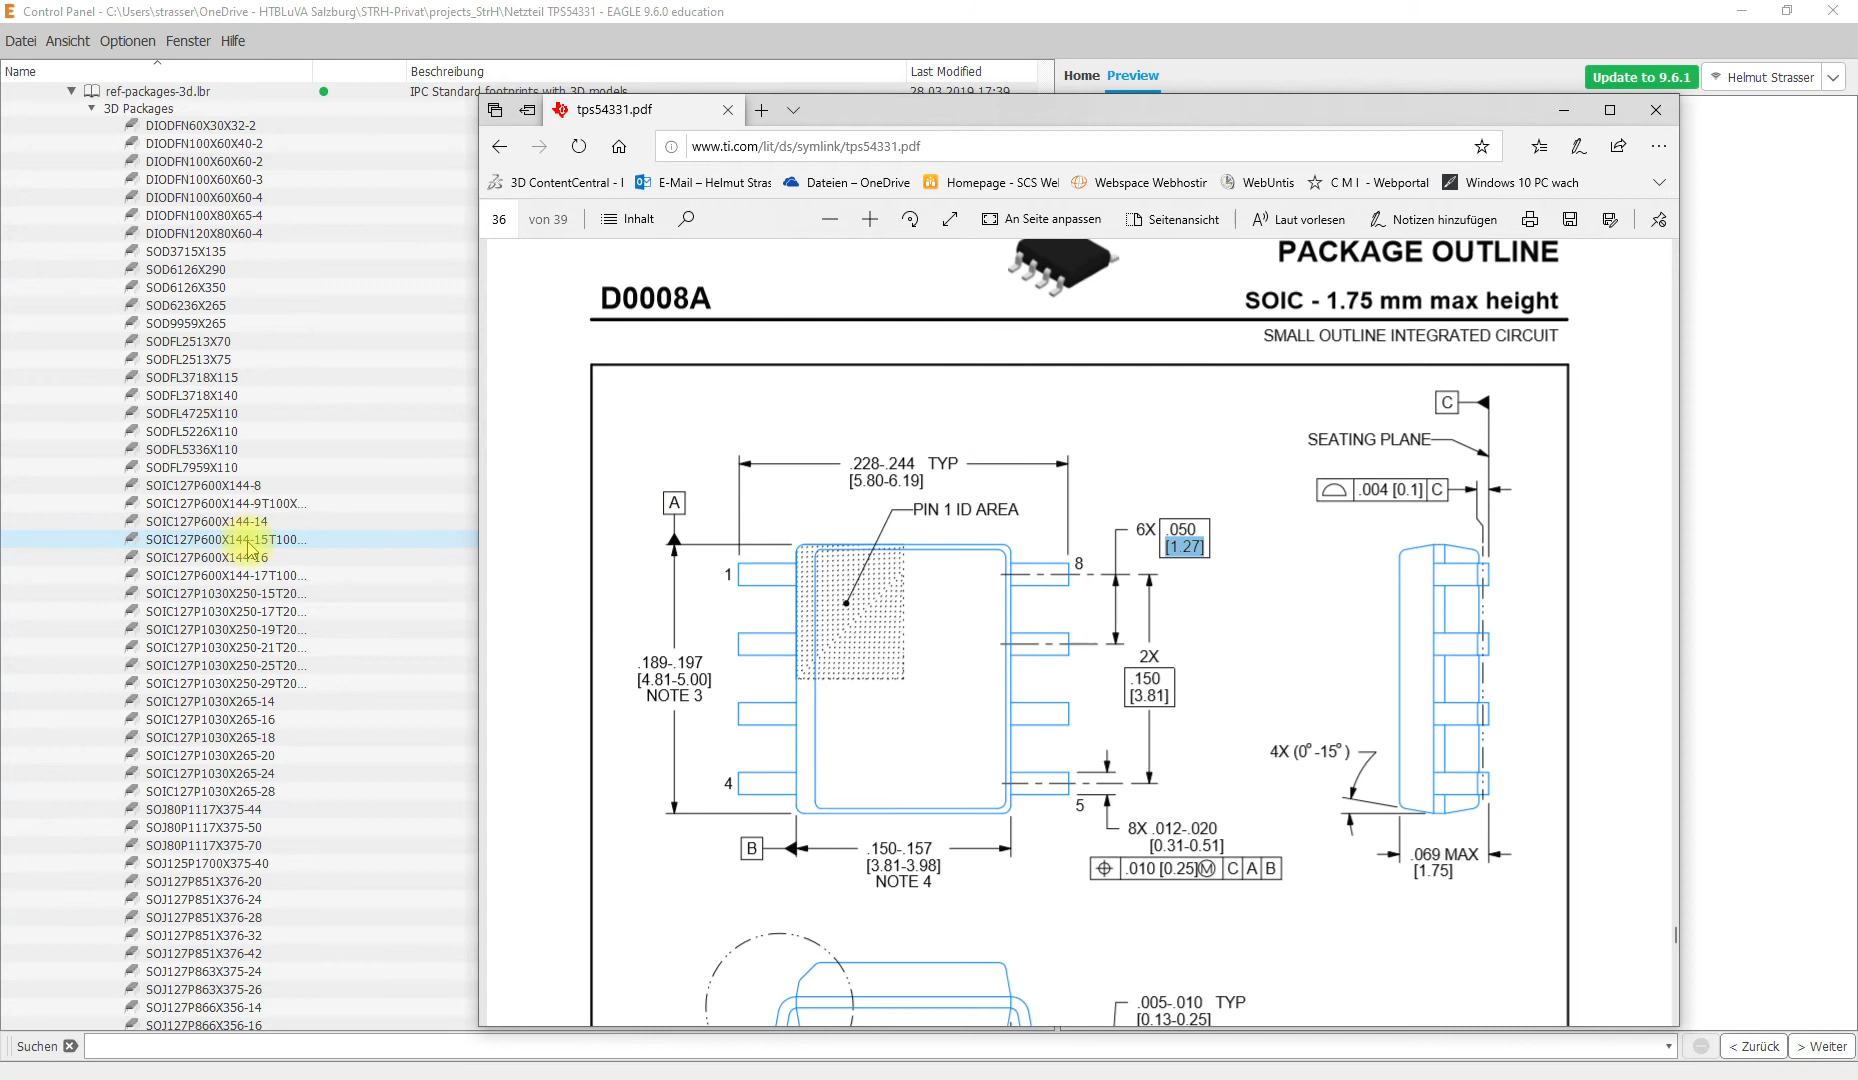 Control Panel - C:\Users\strasser\OneDrive - HTBLuVA Salzburg\STRH-Privat\projects_StrH\Netzteil TPS54331 - EAGLE 9.6.0 education
Datei Ansicht Optionen Fenster Hilfe
Name
Beschreibung
Last Modified
ref-packages-3d.lbr
IPC Standard footprints with 3D models
28.03.2019 17:39
3D Packages
DIODFN60X30X32-2
DIODFN100X60X40-2
DIODFN100X60X60-2
DIODFN100X60X60-3
DIODFN100X60X60-4
DIODFN100X80X65-4
DIODFN120X80X60-4
SOD3715X135
SOD6126X290
SOD6126X350
SOD6236X265
SOD9959X265
SODFL2513X70
SODFL2513X75
SODFL3718X115
SODFL3718X140
SODFL4725X110
SODFL5226X110
SODFL5336X110
SODFL7959X110
SOIC127P600X144-8
SOIC127P600X144-9T100X...
SOIC127P600X144-14
SOIC127P600X144-15T100...
SOIC127P600X144-16
SOIC127P600X144-17T100...
SOIC127P1030X250-15T20...
SOIC127P1030X250-17T20...
SOIC127P1030X250-19T20...
SOIC127P1030X250-21T20...
SOIC127P1030X250-25T20...
SOIC127P1030X250-29T20...
SOIC127P1030X265-14
SOIC127P1030X265-16
SOIC127P1030X265-18
SOIC127P1030X265-20
SOIC127P1030X265-24
SOIC127P1030X265-28
SOJ80P1117X375-44
SOJ80P1117X375-50
SOJ80P1117X375-70
SOJ125P1700X375-40
SOJ127P851X376-20
SOJ127P851X376-24
SOJ127P851X376-28
SOJ127P851X376-32
SOJ127P851X376-42
SOJ127P863X375-24
SOJ127P863X375-26
SOJ127P866X356-14
SOJ127P866X356-16
Home Preview
Update to 9.6.1
Helmut Strasser
tps54331.pdf
www.ti.com/lit/ds/symlink/tps54331.pdf
3D ContentCentral - I
E-Mail – Helmut Stras
Dateien – OneDrive
Homepage - SCS Wel
Webspace Webhostir
WebUntis
C M I - Webportal
Windows 10 PC wach
36 von 39
Inhalt
An Seite anpassen
Seitenansicht
Laut vorlesen
Notizen hinzufügen
PACKAGE OUTLINE
D0008A
SOIC - 1.75 mm max height
SMALL OUTLINE INTEGRATED CIRCUIT
C
SEATING PLANE
.004 [0.1] C
.228-.244 TYP
[5.80-6.19]
PIN 1 ID AREA
A
6X .050
[1.27]
1
8
2X
.150
[3.81]
.189-.197
[4.81-5.00]
NOTE 3
4X (0°-15°)
4
5
8X .012-.020
[0.31-0.51]
.010 [0.25]Ⓜ C A B
B
.150-.157
[3.81-3.98]
NOTE 4
.069 MAX
[1.75]
.005-.010 TYP
[0.13-0.25]
Suchen
< Zurück
> Weiter